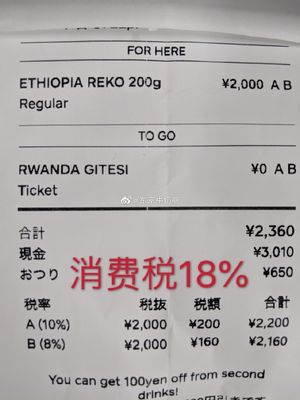 FOR HERE
ETHIOPIA REKO 200g ¥2,000 A B
Regular
TO GO
RWANDA GITESI ¥0 A B
Ticket
合計 ¥2,360
現金 ¥3,010
おつり ¥650
消费税18%
税率 税抜 税額 合計
A (10%) ¥2,000 ¥200 ¥2,200
B (8%) ¥2,000 ¥160 ¥2,160
You can get 100yen off from second
drinks!